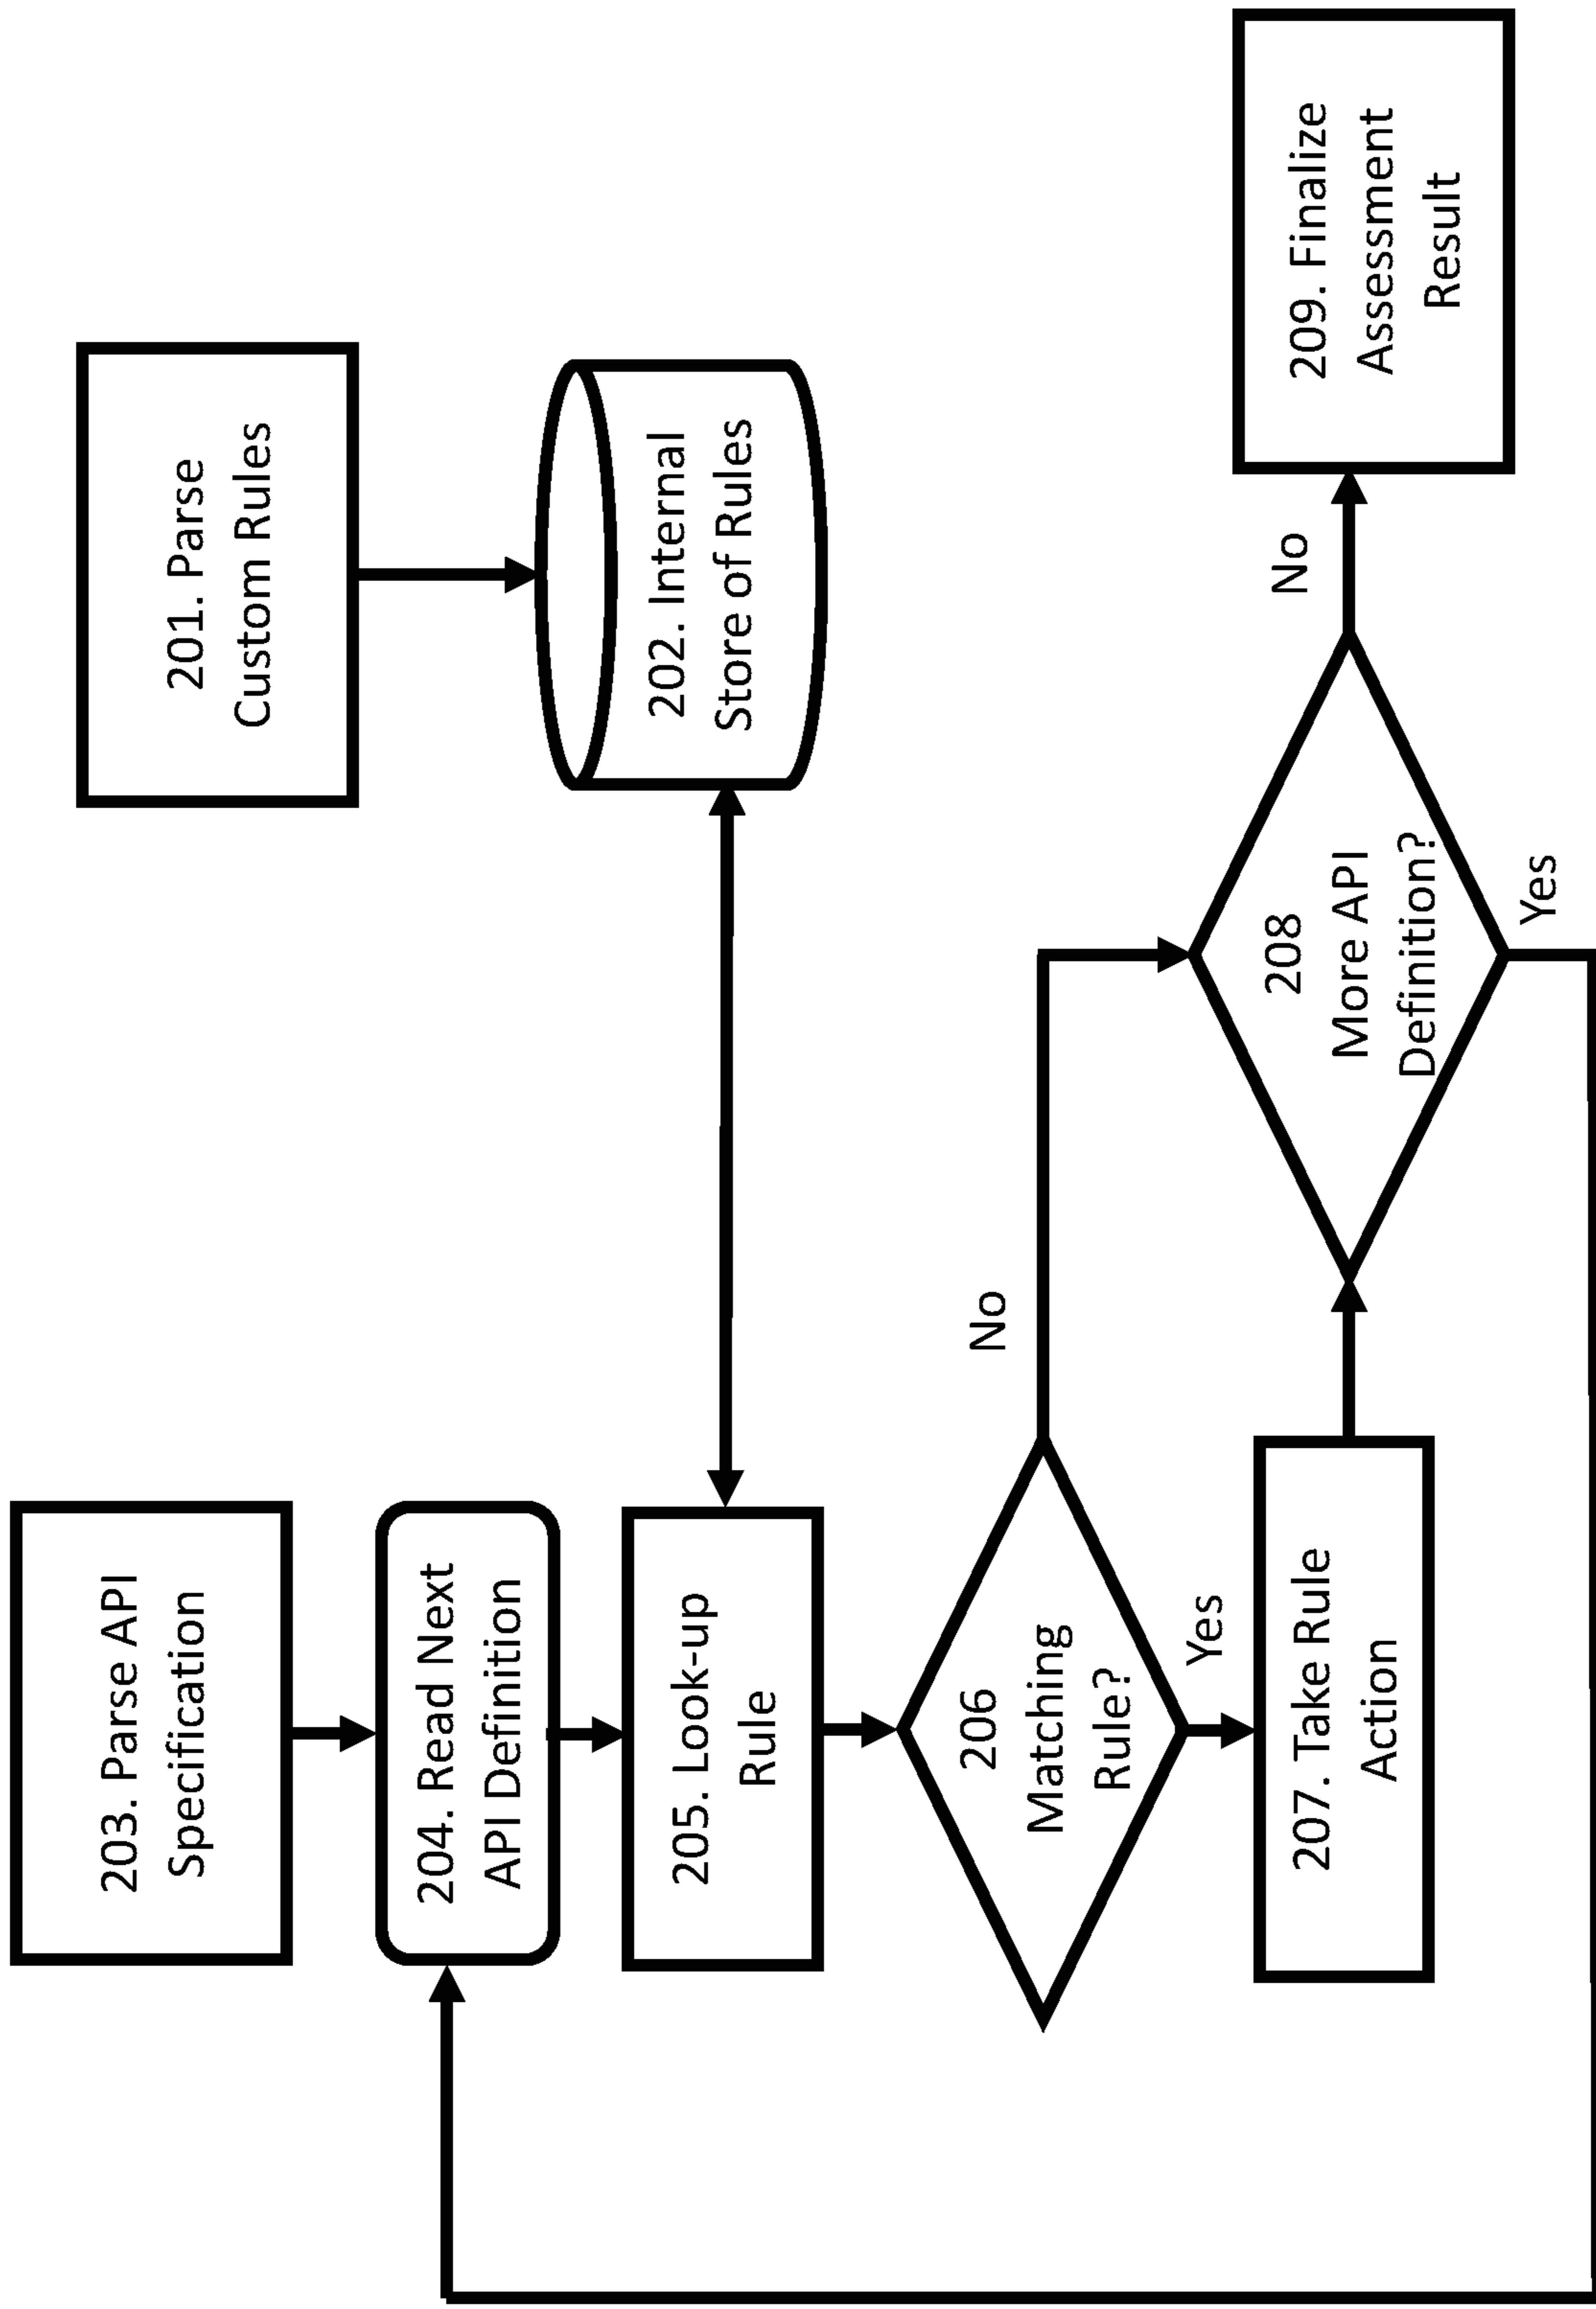 203. Parse API
Specification
201. Parse
Custom Rules
204. Read Next
API Definition
205. Look-up
Rule
202. Internal
Store of Rules
206
Matching
Rule?
No
Yes
207. Take Rule
Action
208
More API
Definition?
No
Yes
209. Finalize
Assessment
Result